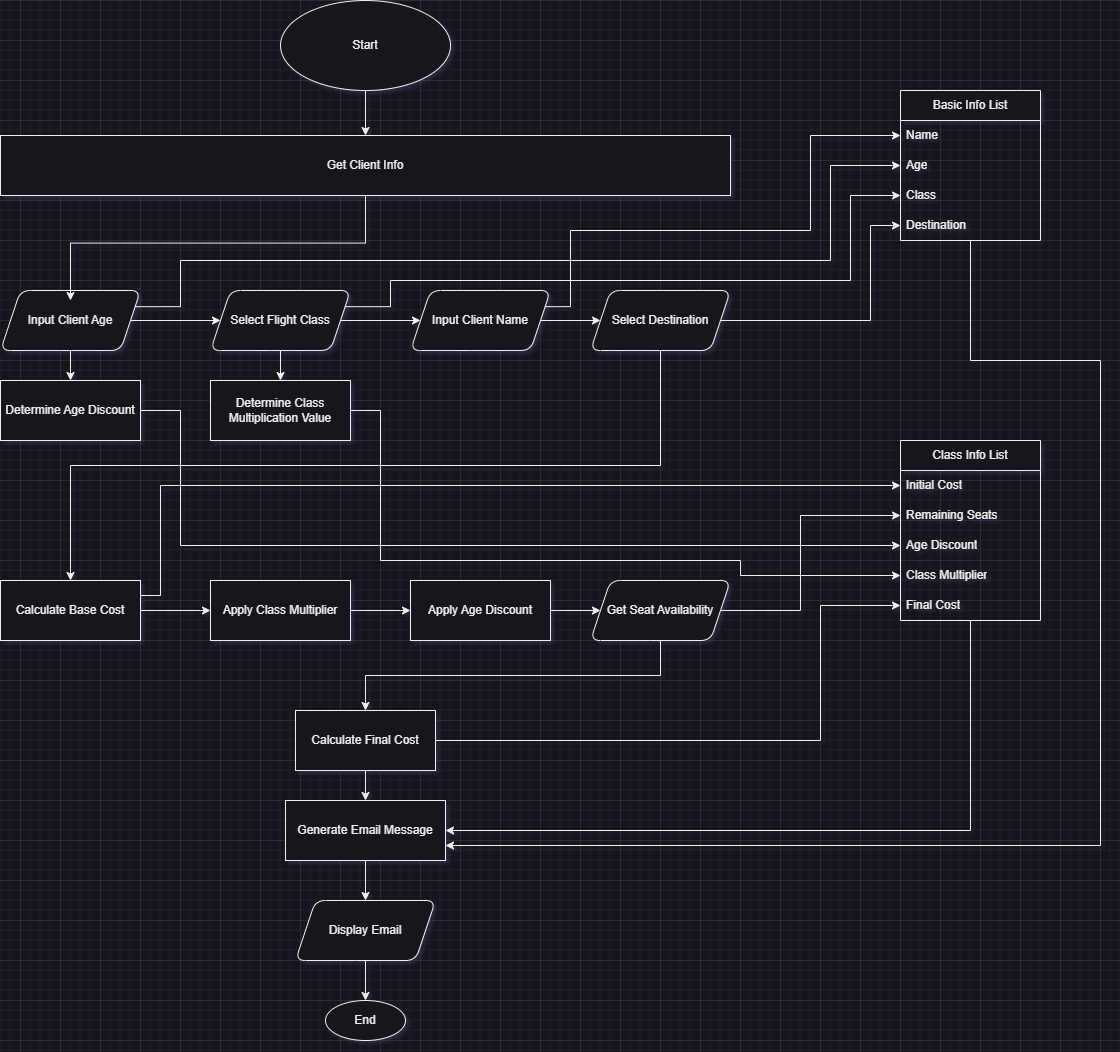 Start
Get Client Info
Basic Info List
Name
Age
Class
Destination
Input Client Age
Select Flight Class
Input Client Name
Select Destination
Determine Age Discount
Determine Class
Multiplication Value
Class Info List
Initial Cost
Remaining Seats
Age Discount
Class Multiplier
Final Cost
Calculate Base Cost
Apply Class Multiplier
Apply Age Discount
Get Seat Availability
Calculate Final Cost
Generate Email Message
Display Email
End